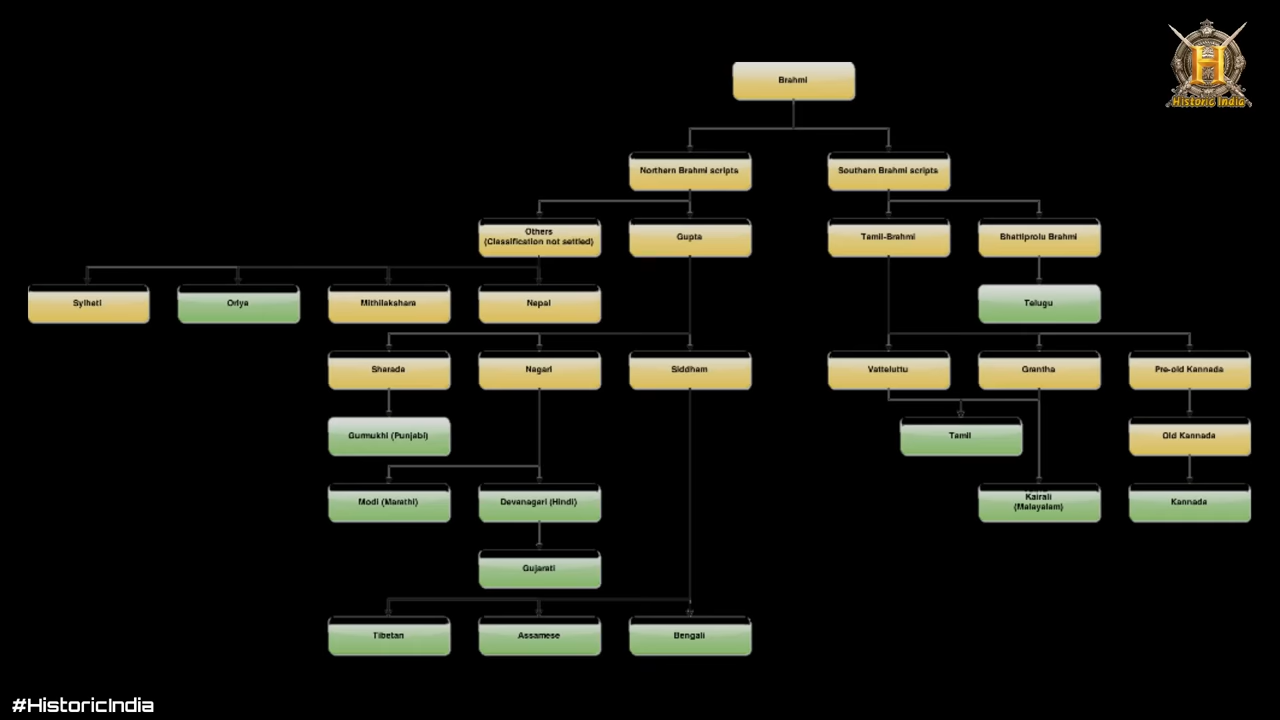 Historic India
Brahmi
Northern Brahmi scripts
Southern Brahmi scripts
Others
(Classification not settled)
Gupta
Tamil-Brahmi
Bhattiprolu Brahmi
Sylheti
Oriya
Mithilakshara
Nepal
Telugu
Sharada
Nagari
Siddham
Vatteluttu
Grantha
Pre-old Kannada
Gurmukhi (Punjabi)
Tamil
Old Kannada
Modi (Marathi)
Devanagari (Hindi)
Kairali
(Malayalam)
Kannada
Gujarati
Tibetan
Assamese
Bengali
#HistoricIndia